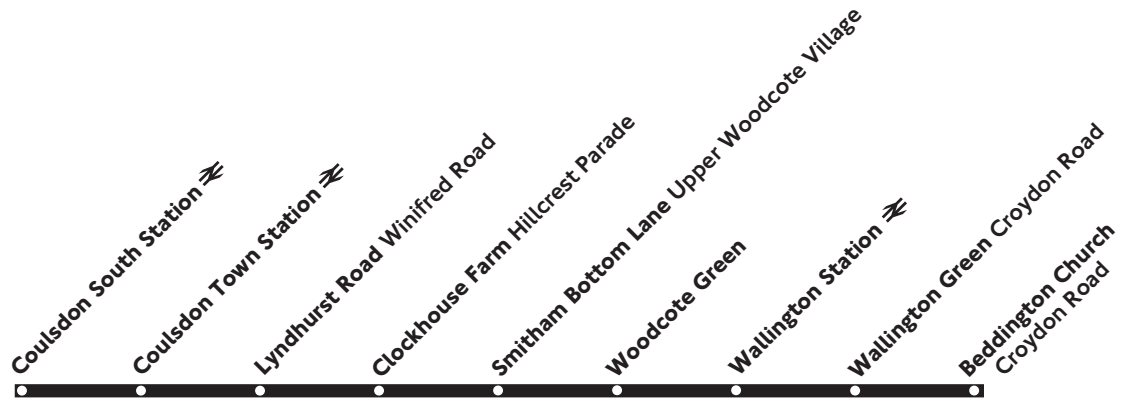 Coulsdon South Station
Coulsdon Town Station
Lyndhurst Road Winifred Road
Clockhouse Farm Hillcrest Parade
Smitham Bottom Lane Upper Woodcote Village
Woodcote Green
Wallington Station
Wallington Green Croydon Road
Beddington Church
Croydon Road